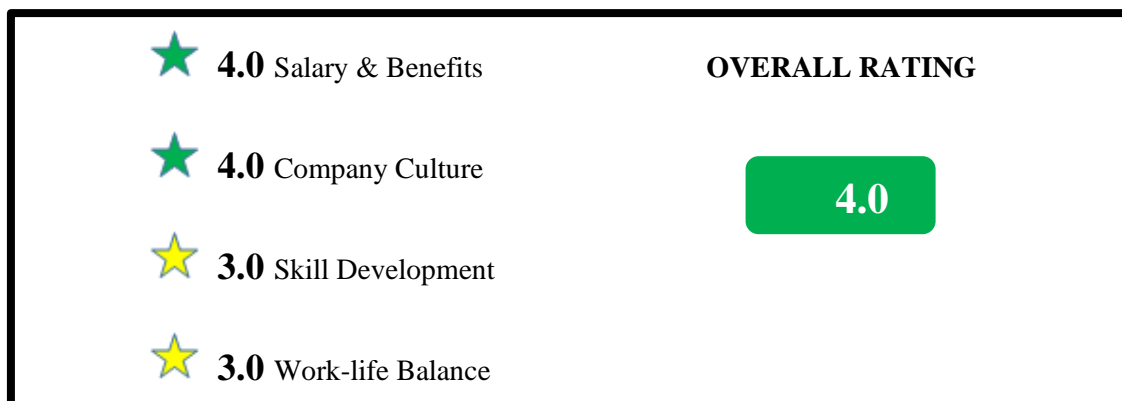 4.0 Salary & Benefits
4.0 Company Culture
3.0 Skill Development
3.0 Work-life Balance
OVERALL RATING
4.0